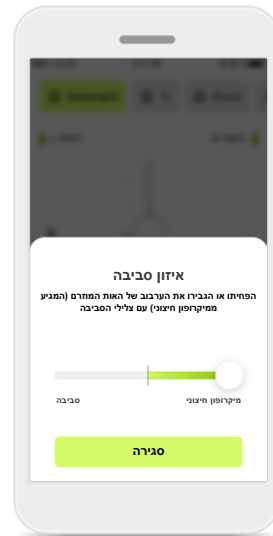 איזון סביבה
הפחיתו או הגבירו את הערבוב של האות המוזרם (המגיע
ממיקרופון חיצוני) עם צלילי הסביבה
מיקרופון חיצוני
סביבה
סגירה